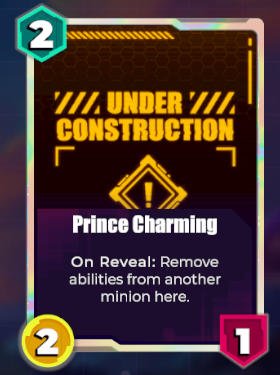 2
UNDER
CONSTRUCTION
!
Prince Charming
On Reveal: Remove
abilities from another
minion here.
2
1